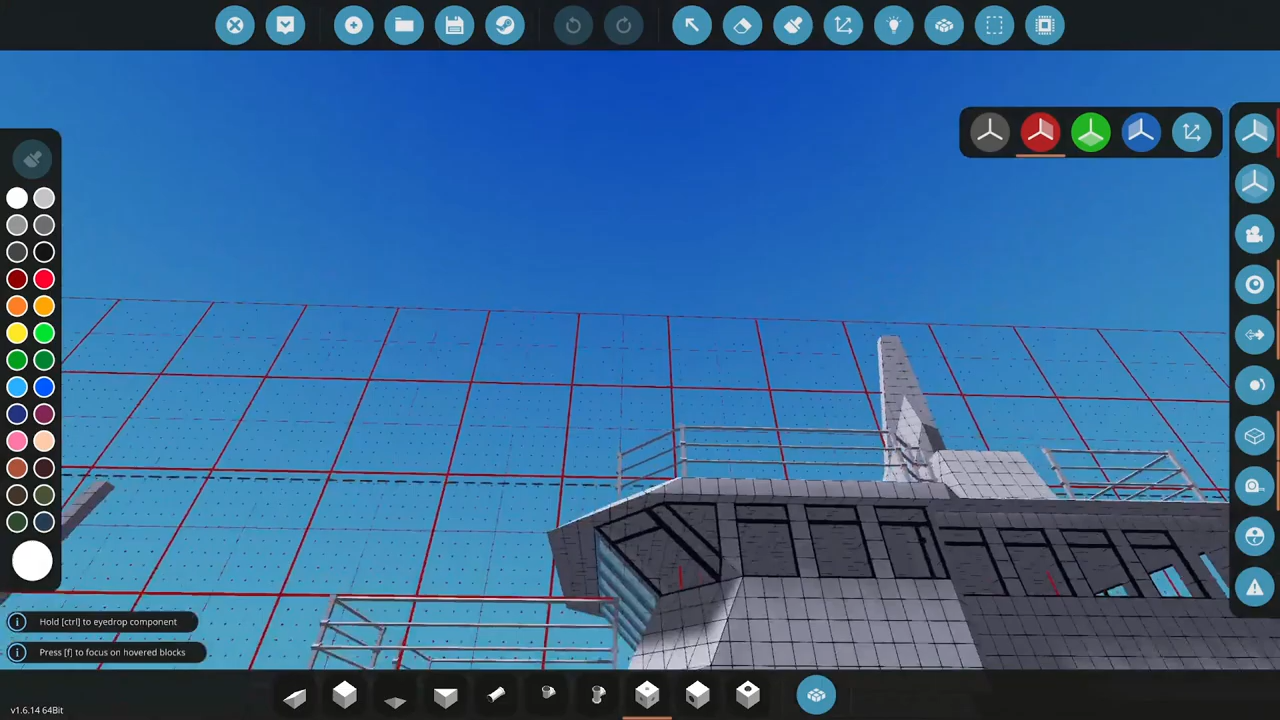 Hold [ctrl] to eyedrop component
Press [f] to focus on hovered blocks
v1.6.14 64Bit